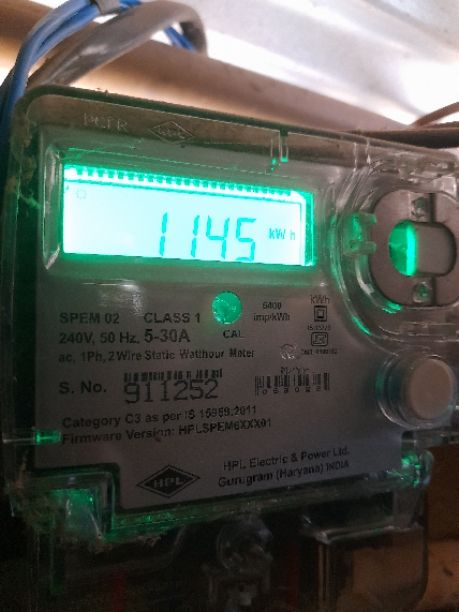 1145 kWh
SPEM 02 CLASS 1
240V, 50 Hz, 5-30A
ac, 1Ph, 2 Wire Static Watthour Meter
6400
imp/kWh
CAL
kWh
S. No. 911252
Category C3 as per IS 15959:2011
Firmware Version: HPLSPEM6XXX01
HPL
HPL Electric & Power Ltd.
Gurugram (Haryana) INDIA